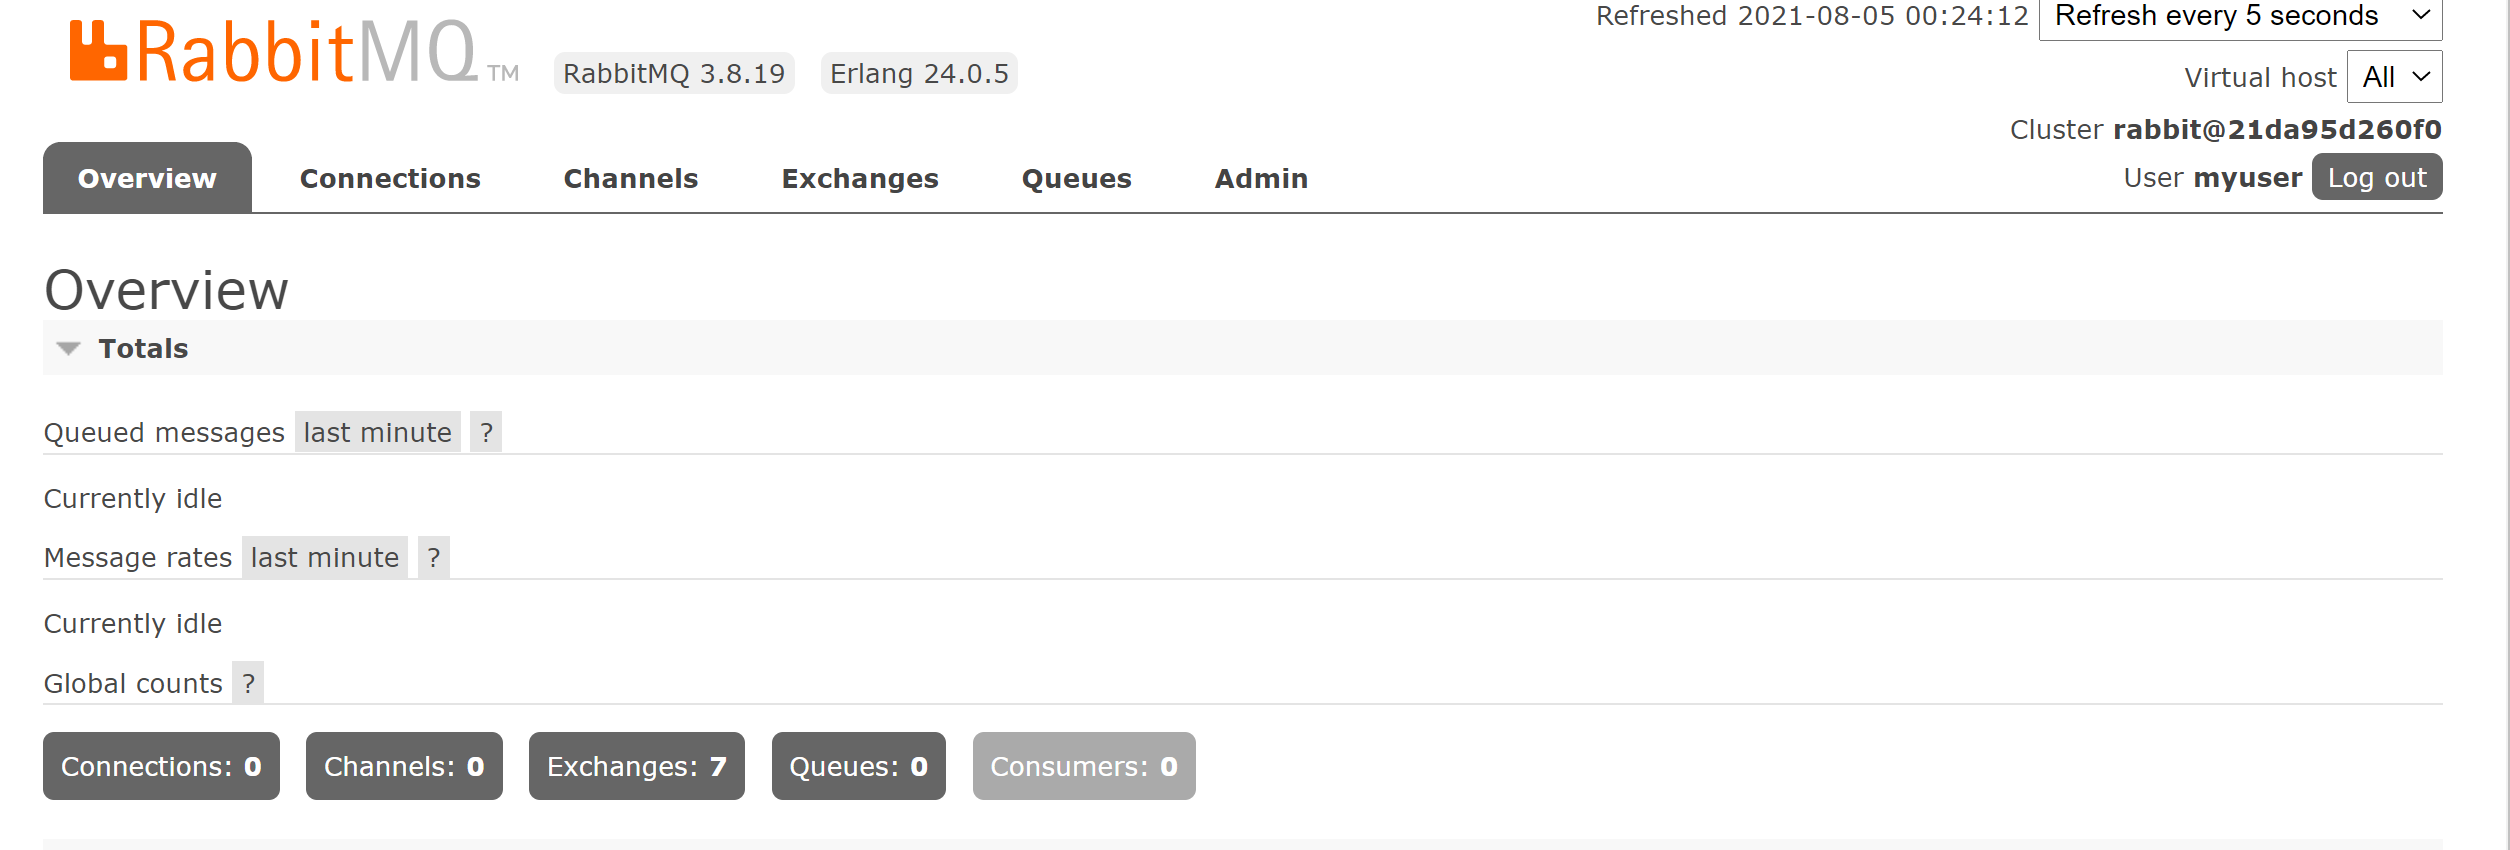 Refreshed 2021-08-05 00:24:12 Refresh every 5 seconds
RabbitMQ TM RabbitMQ 3.8.19 Erlang 24.0.5
Virtual host All
Cluster rabbit@21da95d260f0
User myuser Log out
Overview Connections Channels Exchanges Queues Admin
Overview
Totals
Queued messages last minute ?
Currently idle
Message rates last minute ?
Currently idle
Global counts ?
Connections: 0 Channels: 0 Exchanges: 7 Queues: 0 Consumers: 0